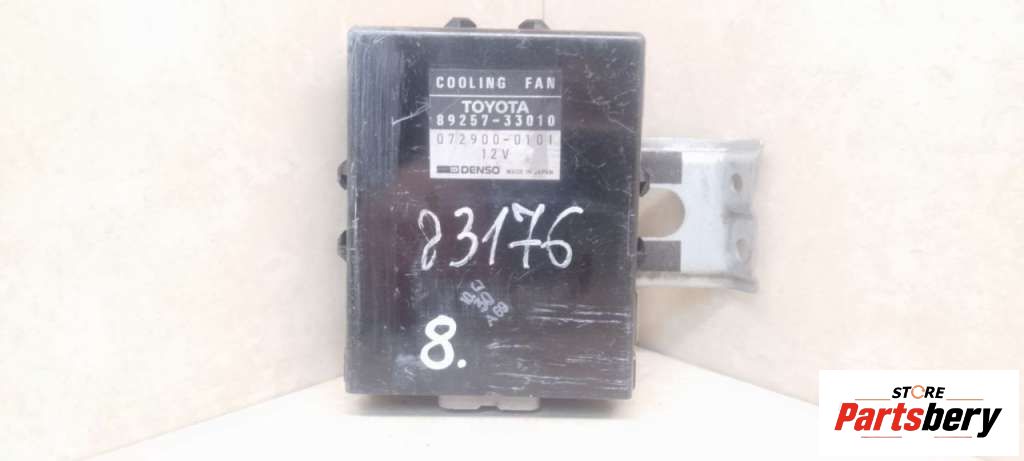 COOLING FAN
TOYOTA
89257-33010
072900-0101
12V
DENSO MADE IN JAPAN
83176
8.
STORE
Partsbery